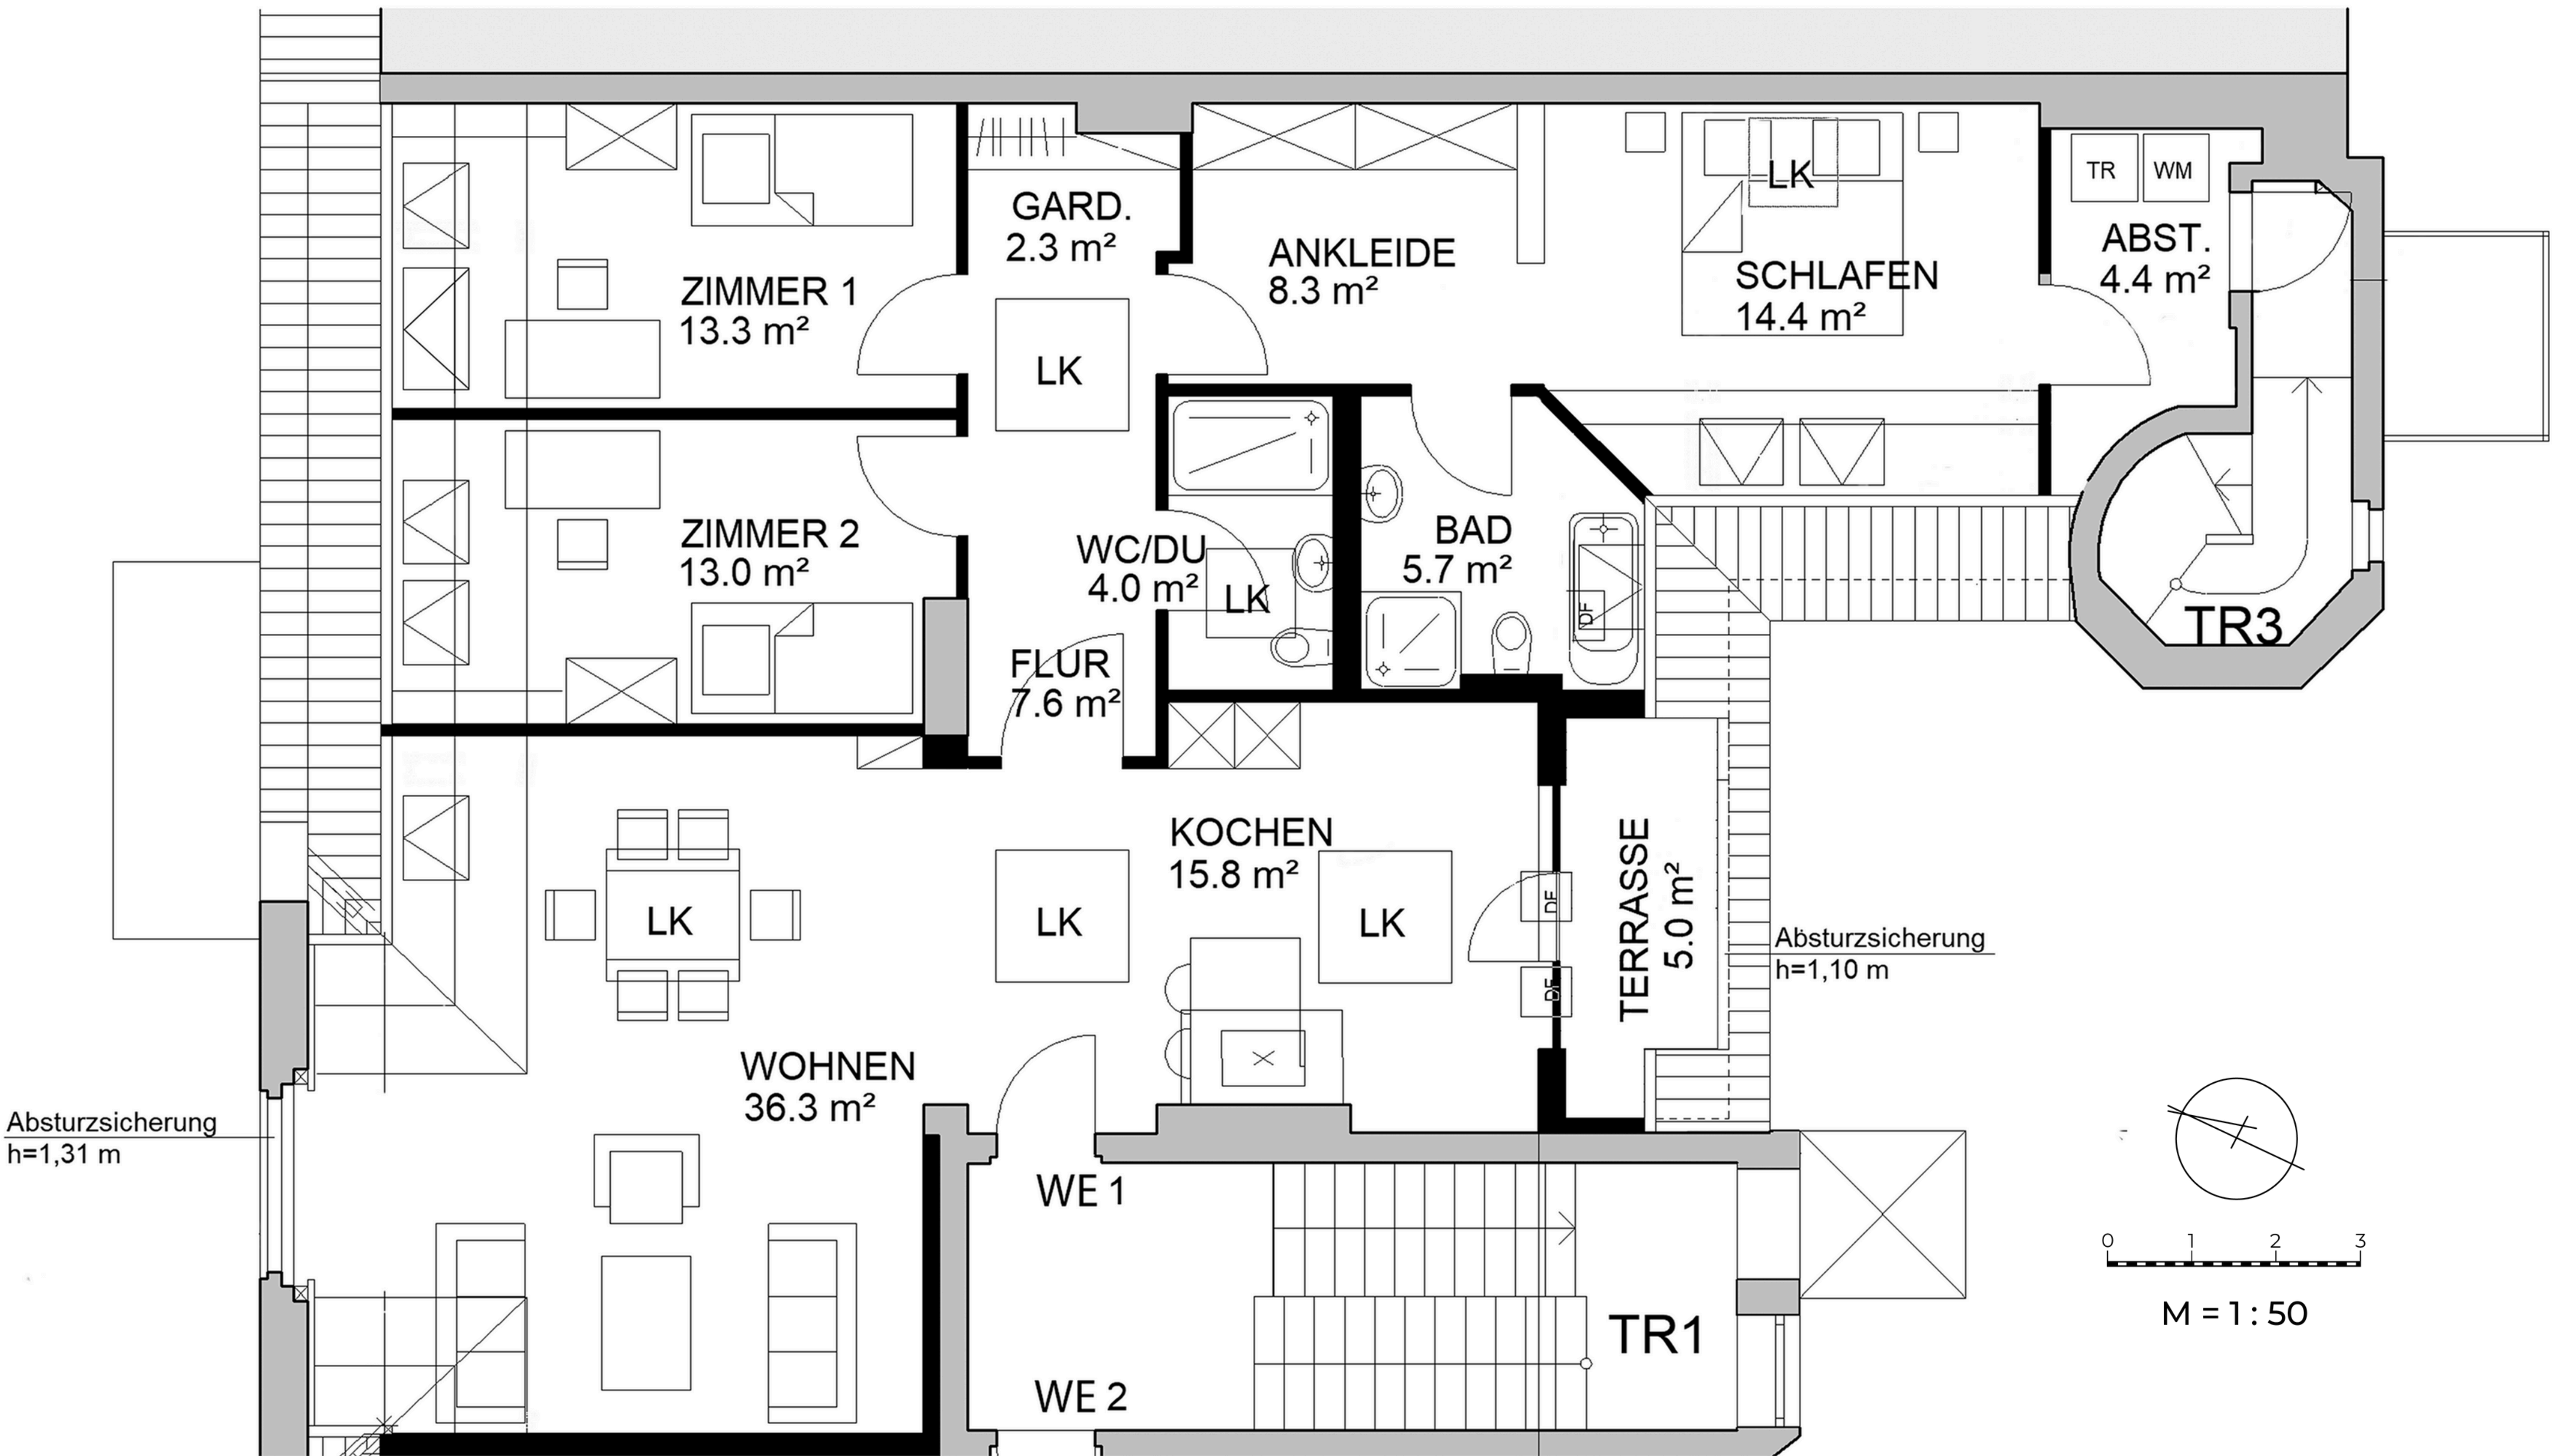 TR
WM
LK
GARD.
2.3 m²
ANKLEIDE
8.3 m²
SCHLAFEN
14.4 m²
ABST.
4.4 m²
ZIMMER 1
13.3 m²
LK
ZIMMER 2
13.0 m²
WC/DU
4.0 m²
LK
BAD
5.7 m²
DF
TR3
FLUR
7.6 m²
KOCHEN
15.8 m²
LK
LK
LK
DF
DF
TERRASSE
5.0 m²
Absturzsicherung
h=1,10 m
WOHNEN
36.3 m²
Absturzsicherung
h=1,31 m
WE 1
TR1
WE 2
0 1 2 3
M = 1 : 50